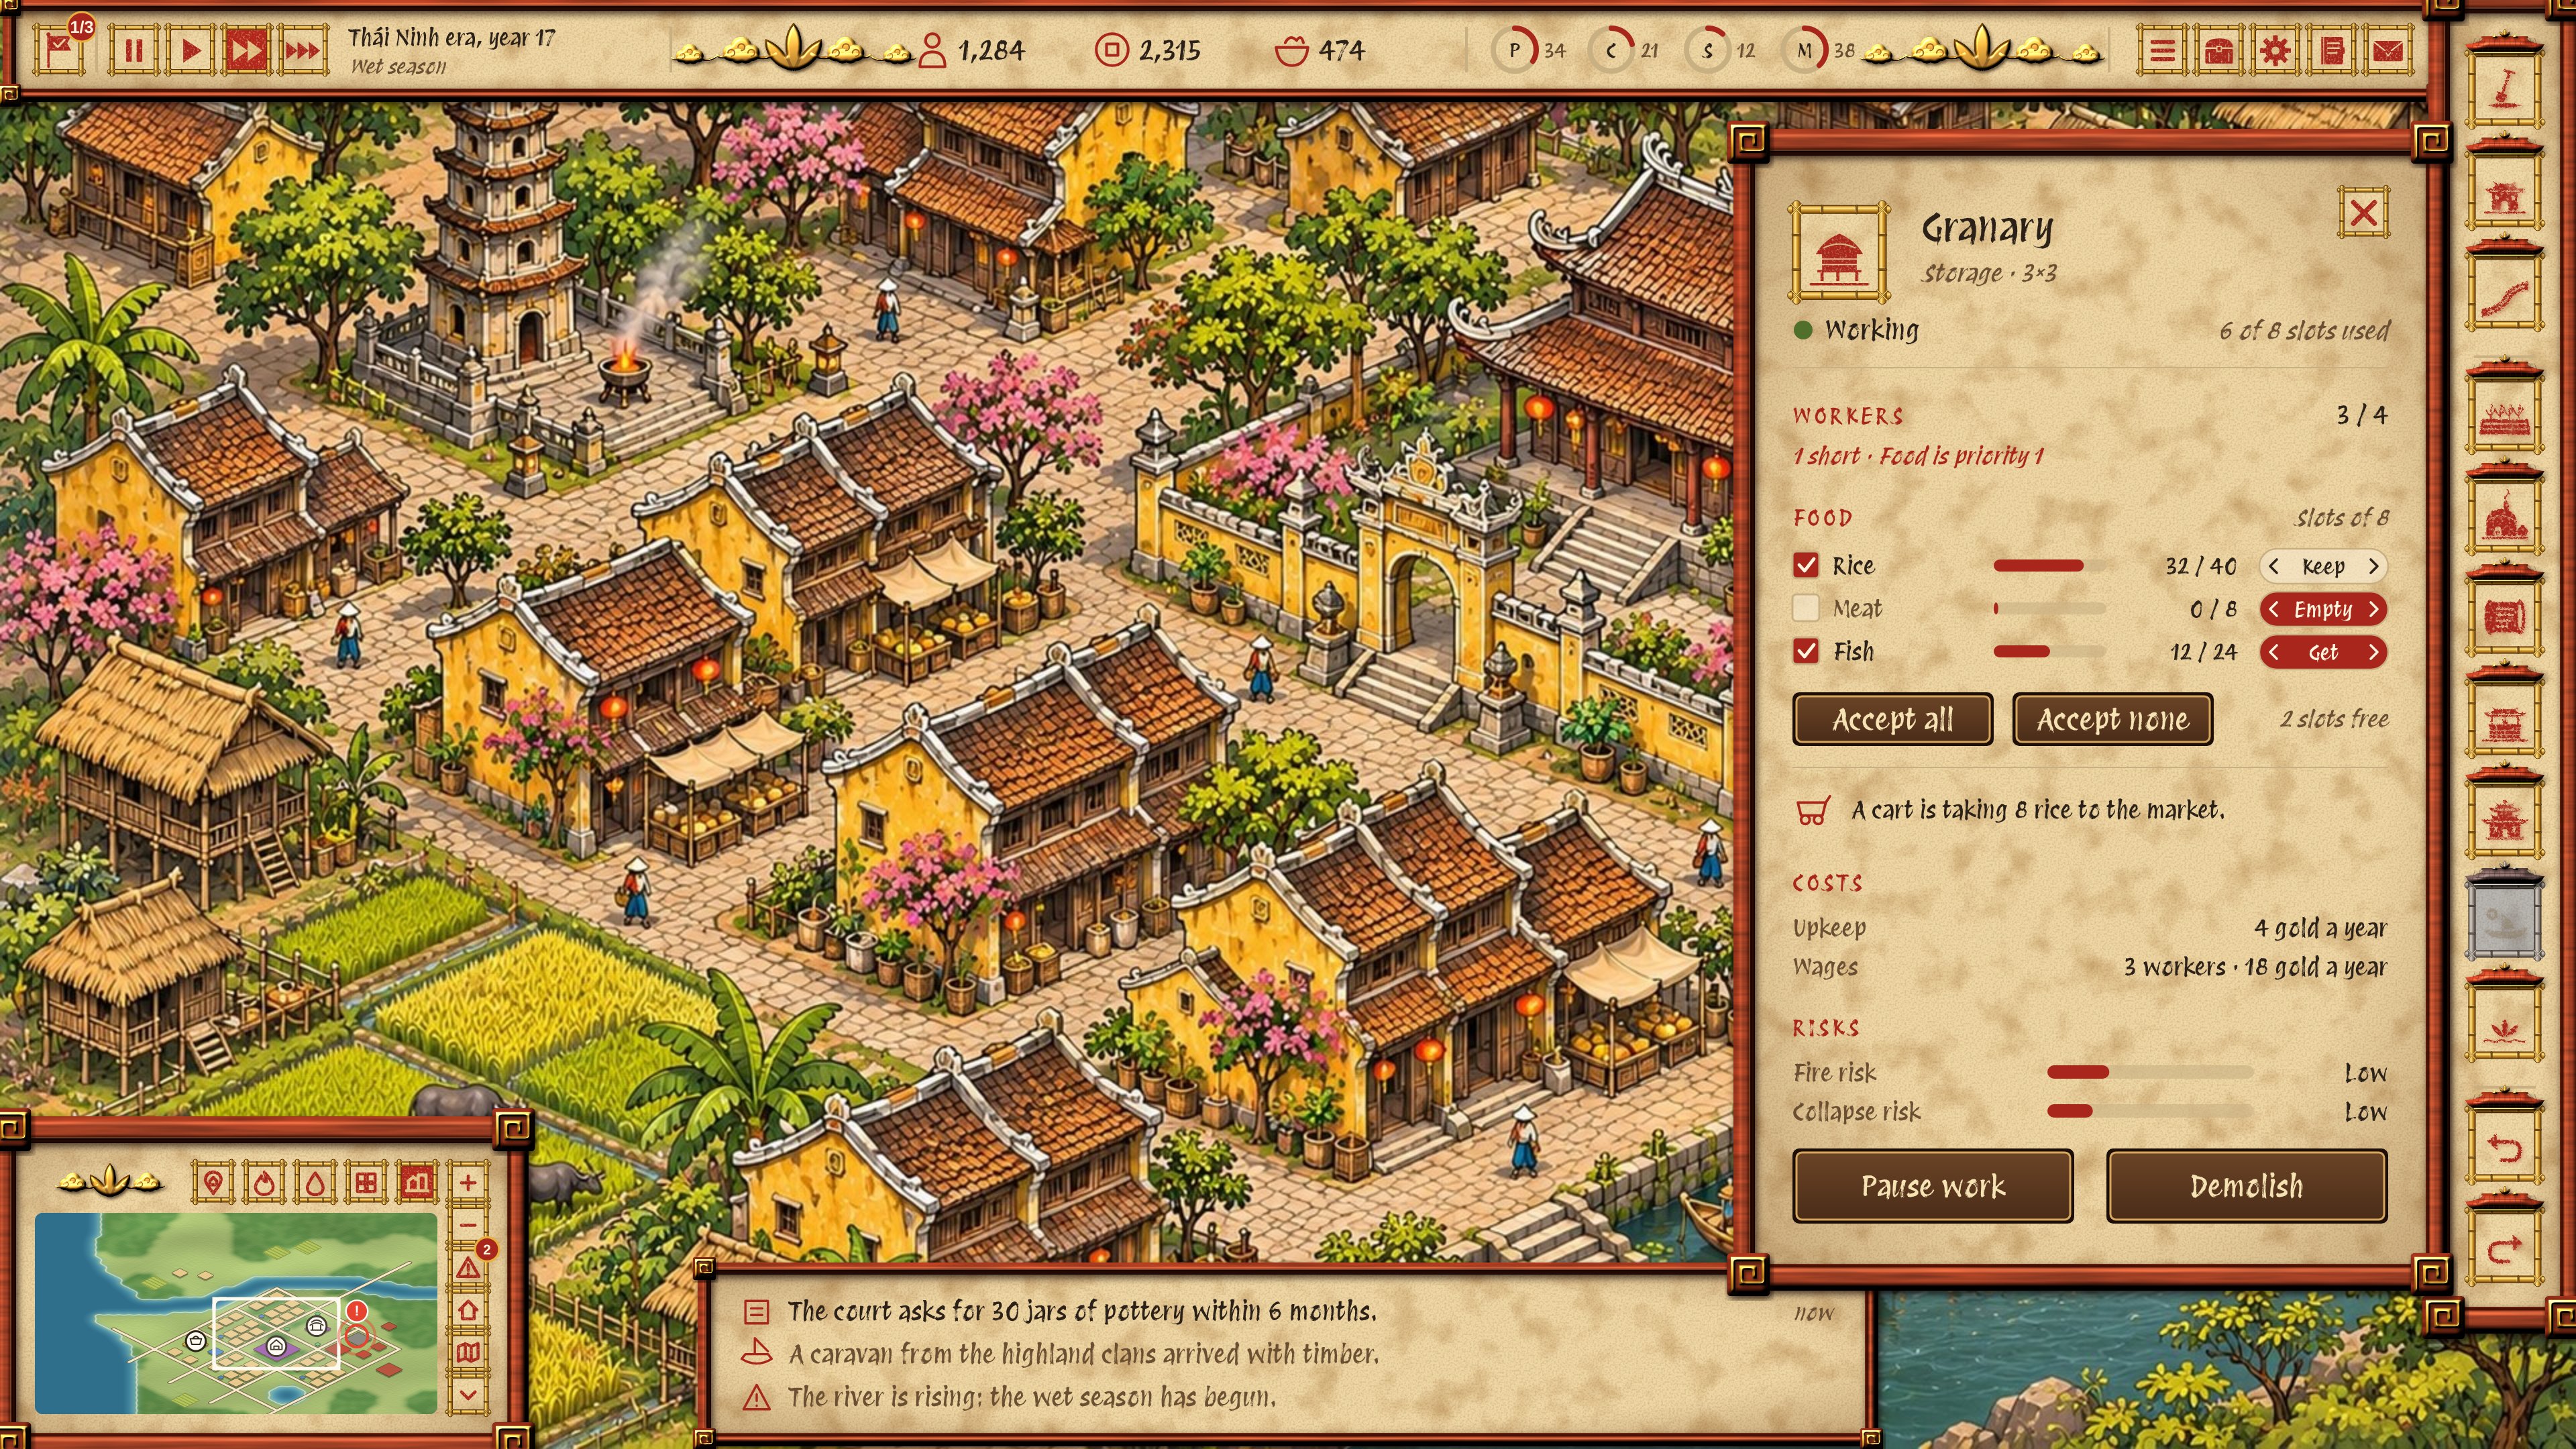 1/3
Thái Ninh era, year 17
Wet season
1,284
2,315
474
P 34
C 21
S 12
M 38
Granary
Storage · 3×3
Working
6 of 8 slots used
WORKERS
3 / 4
1 short · Food is priority 1
FOOD
Slots of 8
Rice
32 / 40
Keep
Meat
0 / 8
Empty
Fish
12 / 24
Get
Accept all
Accept none
2 slots free
A cart is taking 8 rice to the market.
COSTS
Upkeep
4 gold a year
Wages
3 workers · 18 gold a year
RISKS
Fire risk
Low
Collapse risk
Low
Pause work
Demolish
2
!
The court asks for 30 jars of pottery within 6 months.
now
A caravan from the highland clans arrived with timber.
The river is rising: the wet season has begun.